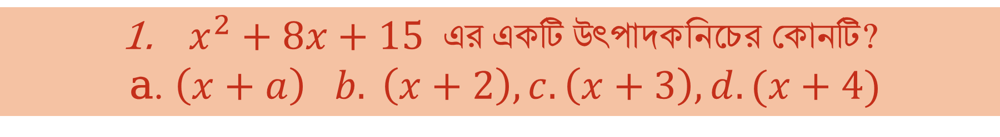 1. x² + 8x + 15 এর একটি উৎপাদকনিচের কোনটি?
a. (x + a) b. (x + 2), c. (x + 3), d. (x + 4)